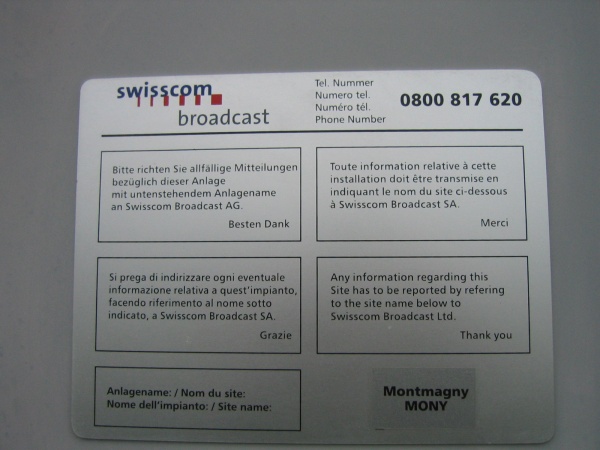 swisscom
broadcast
Tel. Nummer
Numero tel.
Numéro tél.
Phone Number
0800 817 620
Bitte richten Sie allfällige Mitteilungen
bezüglich dieser Anlage
mit untenstehendem Anlagename
an Swisscom Broadcast AG.
Besten Dank
Toute information relative à cette
installation doit être transmise en
indiquant le nom du site ci-dessous
à Swisscom Broadcast SA.
Merci
Si prega di indirizzare ogni eventuale
informazione relativa a quest'impianto,
facendo riferimento al nome sotto
indicato, a Swisscom Broadcast SA.
Grazie
Any information regarding this
Site has to be reported by refering
to the site name below to
Swisscom Broadcast Ltd.
Thank you
Anlagename: / Nom du site:
Nome dell'impianto: / Site name:
Montmagny
MONY